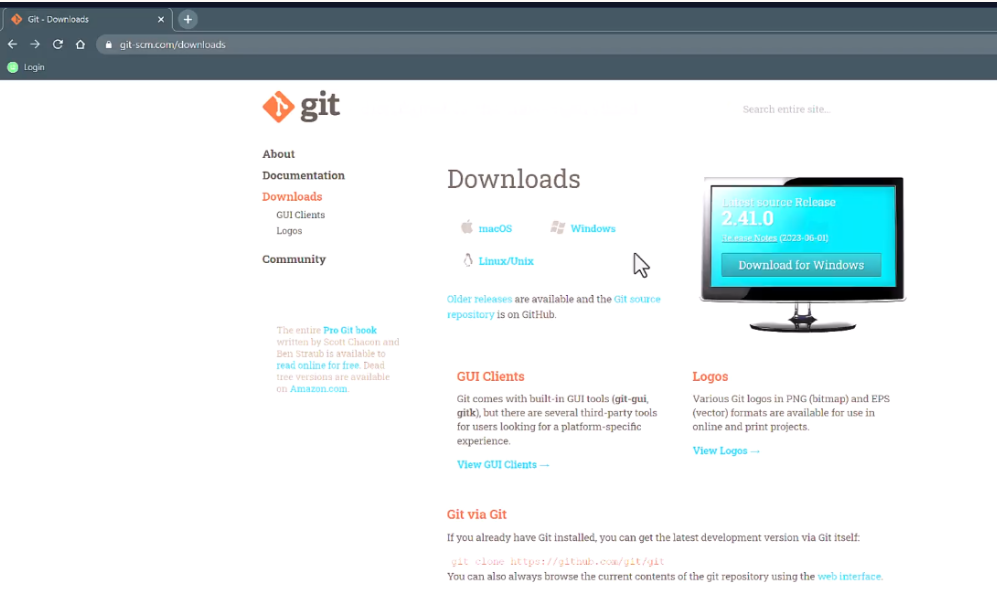 Git - Downloads
git-scm.com/downloads
Login
git
Search entire site...
About
Documentation
Downloads
GUI Clients
Logos
Community
The entire Pro Git book
written by Scott Chacon and
Ben Straub is available to
read online for free. Dead
tree versions are available
on Amazon.com.
Downloads
macOS
Windows
Linux/Unix
Older releases are available and the Git source
repository is on GitHub.
Latest source Release
2.41.0
Release Notes (2023-06-01)
Download for Windows
GUI Clients
Git comes with built-in GUI tools (git-gui,
gitk), but there are several third-party tools
for users looking for a platform-specific
experience.
View GUI Clients →
Logos
Various Git logos in PNG (bitmap) and EPS
(vector) formats are available for use in
online and print projects.
View Logos →
Git via Git
If you already have Git installed, you can get the latest development version via Git itself:
git clone https://github.com/git/git
You can also always browse the current contents of the git repository using the web interface.